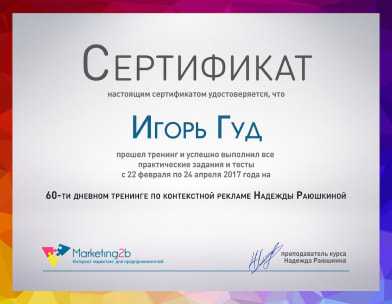 Сертификат
настоящим сертификатом удостоверяется, что
Игорь Гуд
прошел тренинг и успешно выполнил все
практические задания и тесты
с 22 февраля по 24 апреля 2017 года на
60-ти дневном тренинге по контекстной рекламе Надежды Раюшкиной
Marketing2b
Интернет маркетинг для предпринимателей
преподаватель курса
Надежда Раюшкина